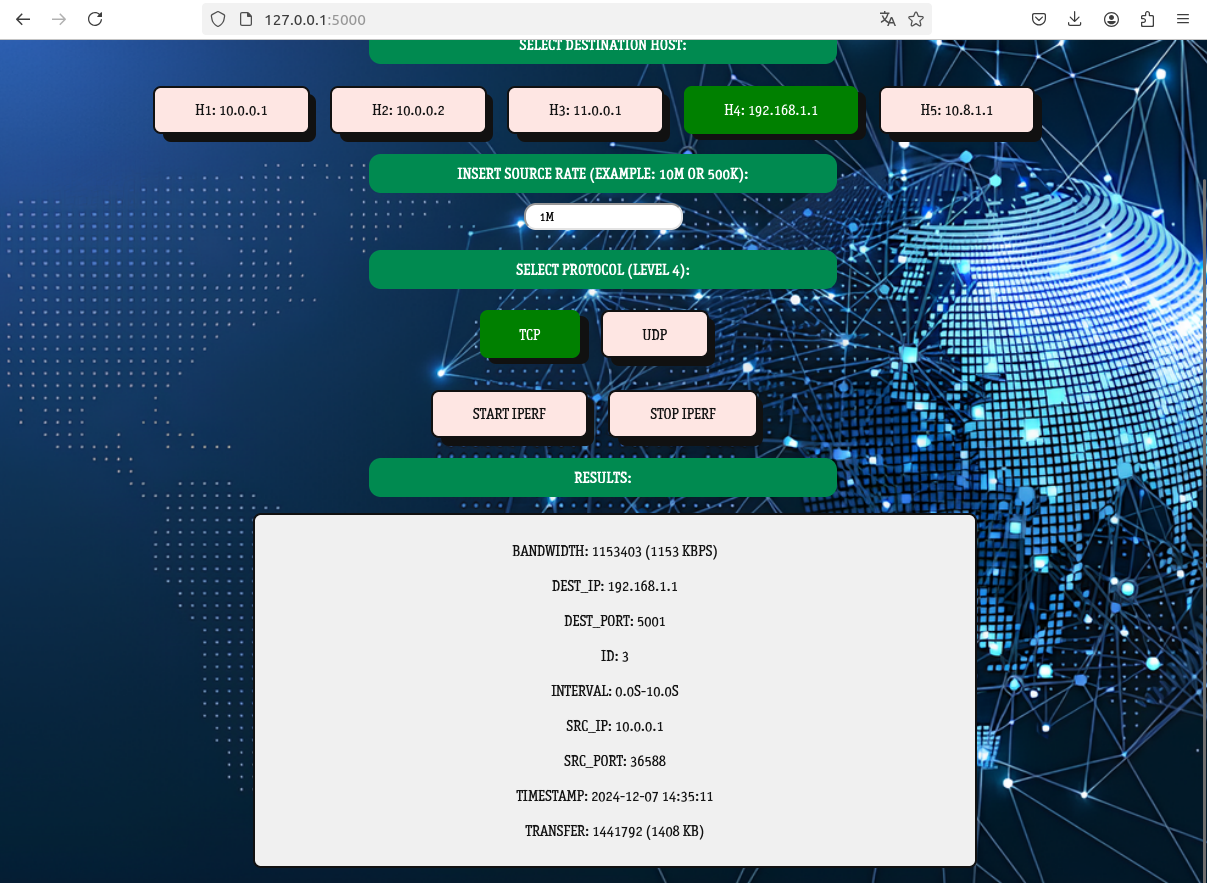 127.0.0.1:5000
SELECT DESTINATION HOST:
H1: 10.0.0.1 H2: 10.0.0.2 H3: 11.0.0.1 H4: 192.168.1.1 H5: 10.8.1.1
INSERT SOURCE RATE (EXAMPLE: 10M OR 500K):
1M
SELECT PROTOCOL (LEVEL 4):
TCP UDP
START IPERF STOP IPERF
RESULTS:
BANDWIDTH: 1153403 (1153 KBPS)
DEST_IP: 192.168.1.1
DEST_PORT: 5001
ID: 3
INTERVAL: 0.0S-10.0S
SRC_IP: 10.0.0.1
SRC_PORT: 36588
TIMESTAMP: 2024-12-07 14:35:11
TRANSFER: 1441792 (1408 KB)